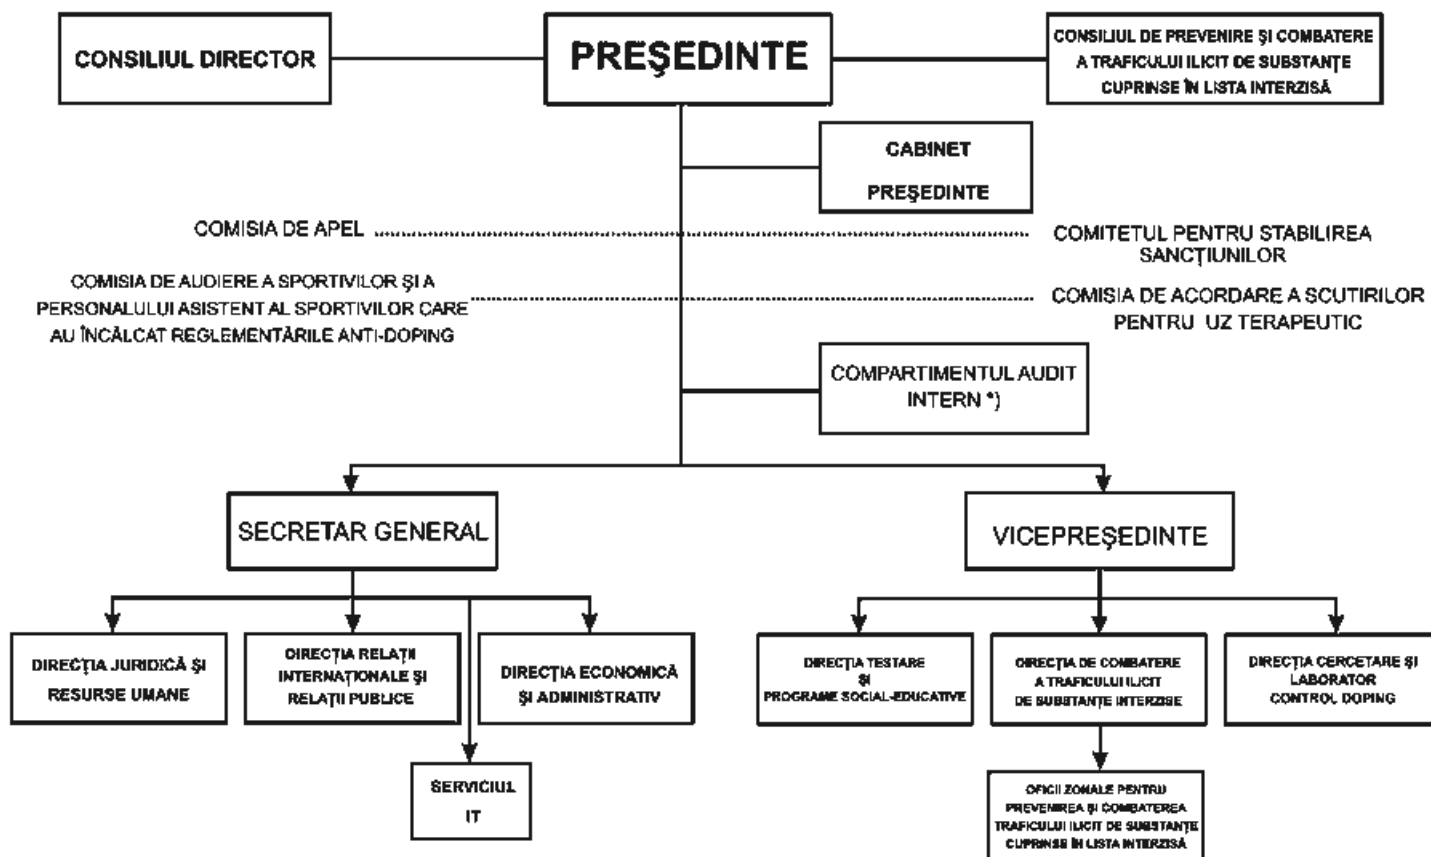 CONSILIUL DIRECTOR
PREŞEDINTE
CONSILIUL DE PREVENIRE ŞI COMBATERE
A TRAFICULUI ILICIT DE SUBSTANŢE
CUPRINSE ÎN LISTA INTERZISĂ
CABINET
PREŞEDINTE
COMISIA DE APEL
COMITETUL PENTRU STABILIREA
SANCŢIUNILOR
COMISIA DE AUDIERE A SPORTIVILOR ŞI A
PERSONALULUI ASISTENT AL SPORTIVILOR CARE
AU ÎNCĂLCAT REGLEMENTĂRILE ANTI-DOPING
COMISIA DE ACORDARE A SCUTIRILOR
PENTRU UZ TERAPEUTIC
COMPARTIMENTUL AUDIT
INTERN *)
SECRETAR GENERAL
VICEPREŞEDINTE
DIRECŢIA JURIDICĂ ŞI
RESURSE UMANE
DIRECŢIA RELAŢII
INTERNAŢIONALE ŞI
RELAŢII PUBLICE
DIRECŢIA ECONOMICĂ
ŞI ADMINISTRATIV
DIRECŢIA TESTARE
ŞI
PROGRAME SOCIAL-EDUCATIVE
DIRECŢIA DE COMBATERE
A TRAFICULUI ILICIT
DE SUBSTANŢE INTERZISE
DIRECŢIA CERCETARE ŞI
LABORATOR
CONTROL DOPING
SERVICIUL
IT
OFICII ZONALE PENTRU
PREVENIREA ŞI COMBATEREA
TRAFICULUI ILICIT DE SUBSTANŢE
CUPRINSE ÎN LISTA INTERZISĂ